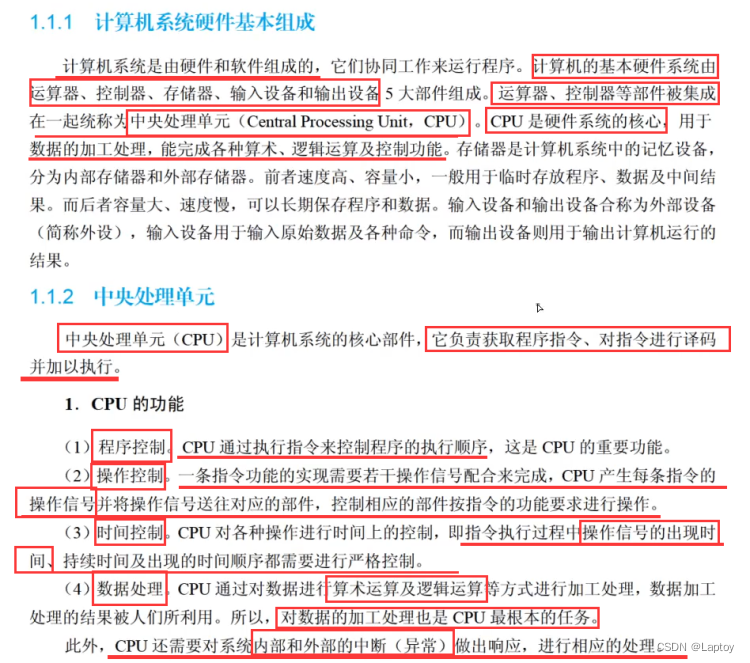 1.1.1 计算机系统硬件基本组成
计算机系统是由硬件和软件组成的，它们协同工作来运行程序。计算机的基本硬件系统由
运算器、控制器、存储器、输入设备和输出设备 5 大部件组成。运算器、控制器等部件被集成
在一起统称为中央处理单元（Central Processing Unit，CPU）。CPU 是硬件系统的核心，用于
数据的加工处理，能完成各种算术、逻辑运算及控制功能。存储器是计算机系统中的记忆设备，
分为内部存储器和外部存储器。前者速度高、容量小，一般用于临时存放程序、数据及中间结
果。而后者容量大、速度慢，可以长期保存程序和数据。输入设备和输出设备合称为外部设备
（简称外设），输入设备用于输入原始数据及各种命令，而输出设备则用于输出计算机运行的
结果。
1.1.2 中央处理单元
中央处理单元（CPU）是计算机系统的核心部件，它负责获取程序指令、对指令进行译码
并加以执行。
1．CPU 的功能
（1）程序控制。CPU 通过执行指令来控制程序的执行顺序，这是 CPU 的重要功能。
（2）操作控制。一条指令功能的实现需要若干操作信号配合来完成，CPU 产生每条指令的
操作信号并将操作信号送往对应的部件，控制相应的部件按指令的功能要求进行操作。
（3）时间控制。CPU 对各种操作进行时间上的控制，即指令执行过程中操作信号的出现时
间、持续时间及出现的时间顺序都需要进行严格控制。
（4）数据处理。CPU 通过对数据进行算术运算及逻辑运算等方式进行加工处理，数据加工
处理的结果被人们所利用。所以，对数据的加工处理也是 CPU 最根本的任务。
此外，CPU 还需要对系统内部和外部的中断（异常）做出响应，进行相应的处理。
CSDN @Laptoy